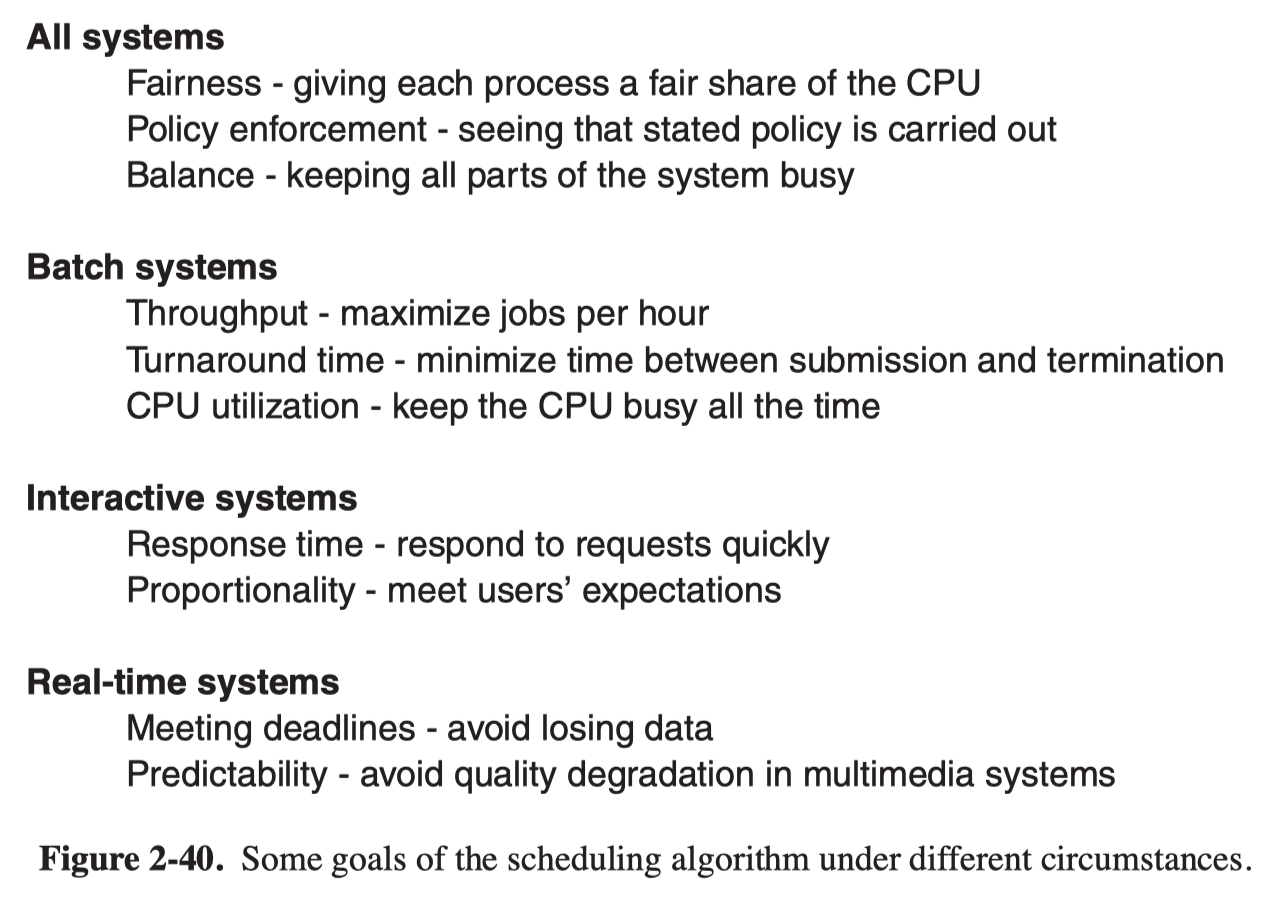 All systems
Fairness - giving each process a fair share of the CPU
Policy enforcement - seeing that stated policy is carried out
Balance - keeping all parts of the system busy
Batch systems
Throughput - maximize jobs per hour
Turnaround time - minimize time between submission and termination
CPU utilization - keep the CPU busy all the time
Interactive systems
Response time - respond to requests quickly
Proportionality - meet users’ expectations
Real-time systems
Meeting deadlines - avoid losing data
Predictability - avoid quality degradation in multimedia systems
Figure 2-40. Some goals of the scheduling algorithm under different circumstances.